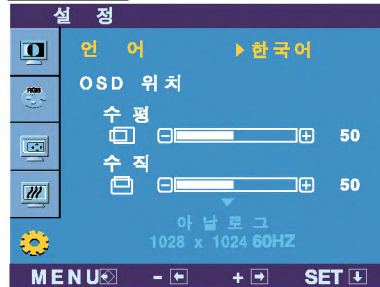 설 정
언 어 ▶한국어
OSD 위치
수 평
50
수 직
50
아 날 로 그
1028 x 1024 60HZ
MENU - + SET
RGB